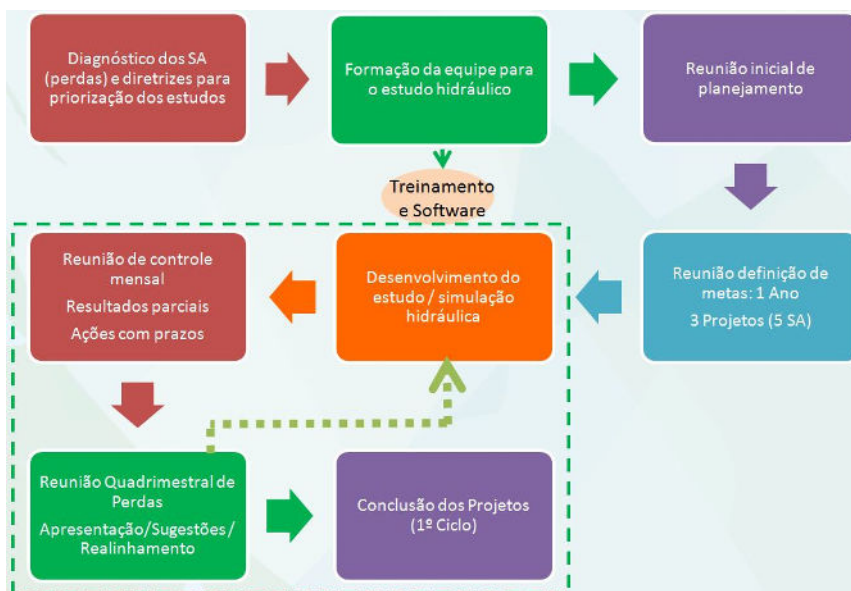 Diagnóstico dos SA
(perdas) e diretrizes para
priorização dos estudos
Formação da equipe para
o estudo hidráulico
Reunião inicial de
planejamento
Treinamento
e Software
Reunião de controle
mensal
Resultados parciais
Ações com prazos
Desenvolvimento do
estudo / simulação
hidráulica
Reunião definição de
metas: 1 Ano
3 Projetos (5 SA)
Reunião Quadrimestral de
Perdas
Apresentação/Sugestões/
Realinhamento
Conclusão dos Projetos
(1º Ciclo)